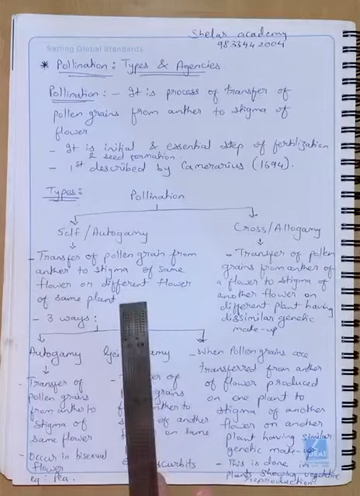 Shelar academy
9833442004
Setting Global Standards
* Pollination : Types & Agencies
Pollination : - It is process of transfer of
pollen grains from anther to stigma of
flower
- It is initial & essential step of fertilization
& seed formation.
- 1st described by Camerarius (1694).
Types:
Pollination
Self/Autogamy
Cross/Allogamy
- Transfer of pollen grain from
anther to stigma of same
flower or different flower
of same plant
- 3 ways:
- Transfer of pollen
grains from anther of
a flower to stigma of
another flower on
different plant having
dissimilar genetic
make-up
Autogamy
- Transfer of
pollen grains
from anther to
stigma of
same flower
- Occur in bisexual
flower
eg. Pea.
- When Pollen grains are
transferred from anther
of flower produced
on one plant to
stigma of another
flower on another
plant having similar
genetic make-up
- This is done in
plants through vegetative
reproduction